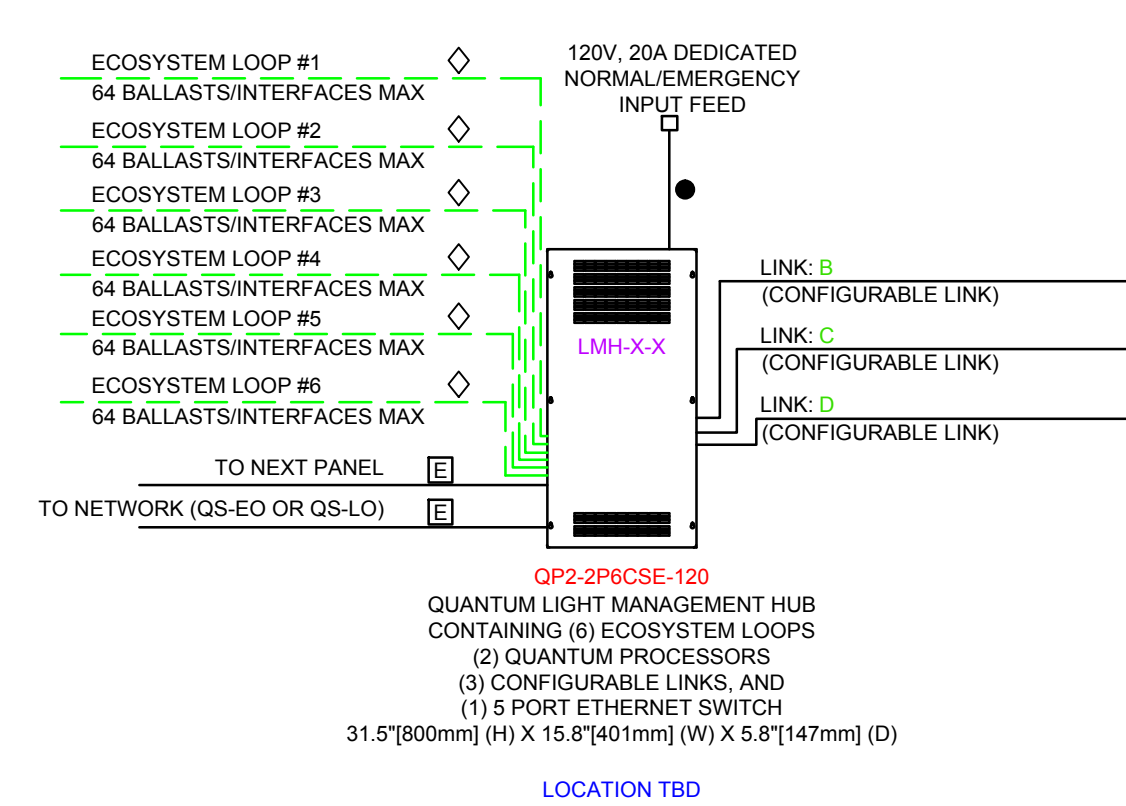 ECOSYSTEM LOOP #1
64 BALLASTS/INTERFACES MAX
ECOSYSTEM LOOP #2
64 BALLASTS/INTERFACES MAX
ECOSYSTEM LOOP #3
64 BALLASTS/INTERFACES MAX
ECOSYSTEM LOOP #4
64 BALLASTS/INTERFACES MAX
ECOSYSTEM LOOP #5
64 BALLASTS/INTERFACES MAX
ECOSYSTEM LOOP #6
64 BALLASTS/INTERFACES MAX
TO NEXT PANEL E
TO NETWORK (QS-EO OR QS-LO) E
120V, 20A DEDICATED
NORMAL/EMERGENCY
INPUT FEED
LMH-X-X
LINK: B
(CONFIGURABLE LINK)
LINK: C
(CONFIGURABLE LINK)
LINK: D
(CONFIGURABLE LINK)
QP2-2P6CSE-120
QUANTUM LIGHT MANAGEMENT HUB
CONTAINING (6) ECOSYSTEM LOOPS
(2) QUANTUM PROCESSORS
(3) CONFIGURABLE LINKS, AND
(1) 5 PORT ETHERNET SWITCH
31.5"[800mm] (H) X 15.8"[401mm] (W) X 5.8"[147mm] (D)
LOCATION TBD